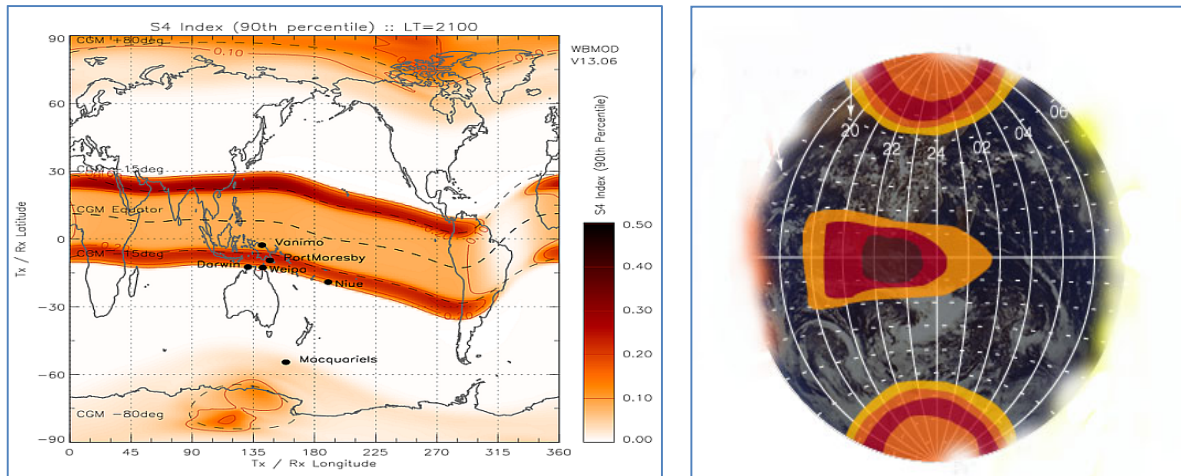 S4 Index (90th percentile) :: LT=2100
WBMOD
V13.06
Tx / Rx Latitude
90
60
30
0
-30
-60
-90
CGM +80deg
0.10
CGM +15deg
CGM Equator
CGM -15deg
CGM -80deg
Vanimo
PortMoresby
Darwin
Weipa
Niue
MacquarieIs
0 45 90 135 180 225 270 315 360
Tx / Rx Longitude
S4 Index (90th Percentile)
0.50
0.40
0.30
0.20
0.10
0.00
20
22
24
02
04
06